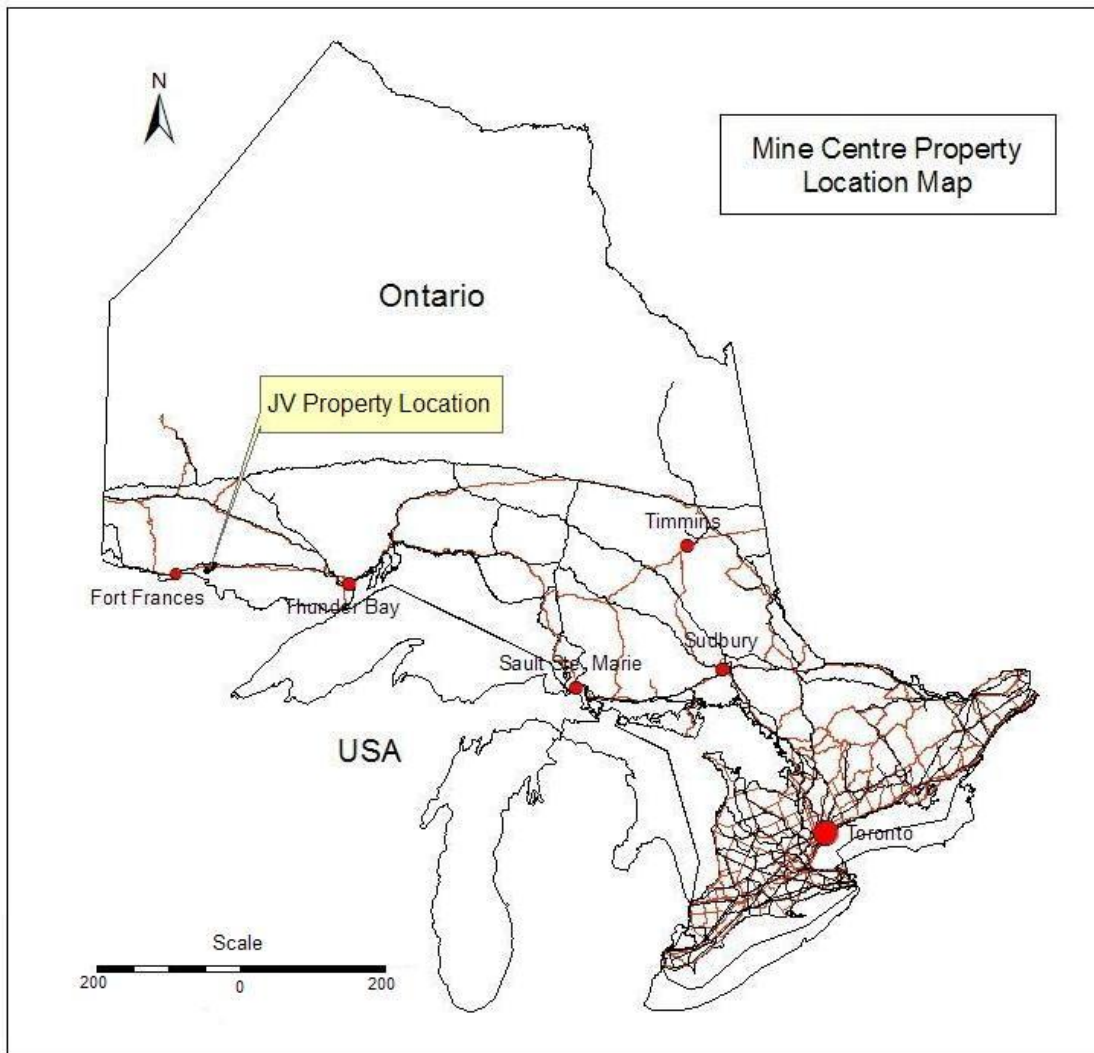 N
Mine Centre Property
Location Map
Ontario
JV Property Location
Timmins
Fort Frances
Thunder Bay
Sudbury
Sault Ste. Marie
USA
Toronto
Scale
200
0
200